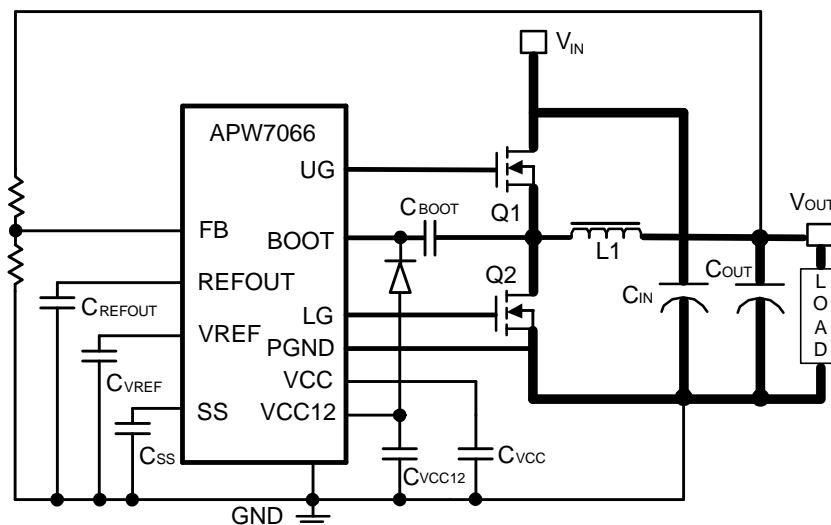 VIN
APW7066
UG
CBOOT
Q1
VOUT
FB
BOOT
L1
REFOUT
Q2
CIN
COUT
LOAD
CREFOUT
LG
VREF
PGND
CVREF
VCC
SS
VCC12
CSS
CVCC12
CVCC
GND